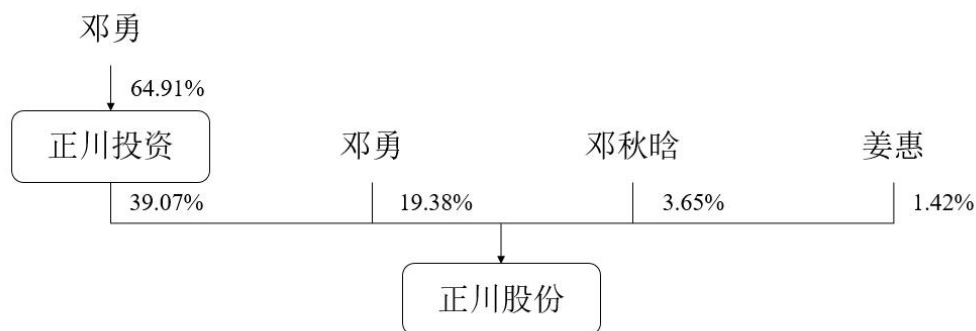 邓勇
64.91%
正川投资
邓勇
邓秋晗
姜惠
39.07%
19.38%
3.65%
1.42%
正川股份